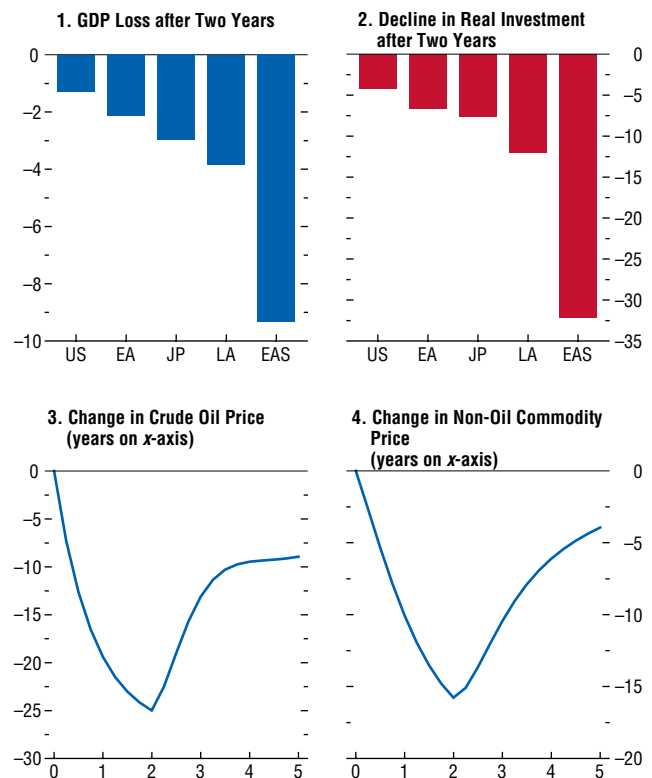 1. GDP Loss after Two Years
0
–2
–4
–6
–8
–10
US EA JP LA EAS
2. Decline in Real Investment
after Two Years
0
–5
–10
–15
–20
–25
–30
–35
US EA JP LA EAS
3. Change in Crude Oil Price
(years on x-axis)
0
–5
–10
–15
–20
–25
–30
0 1 2 3 4 5
4. Change in Non-Oil Commodity
Price
(years on x-axis)
0
–5
–10
–15
–20
0 1 2 3 4 5